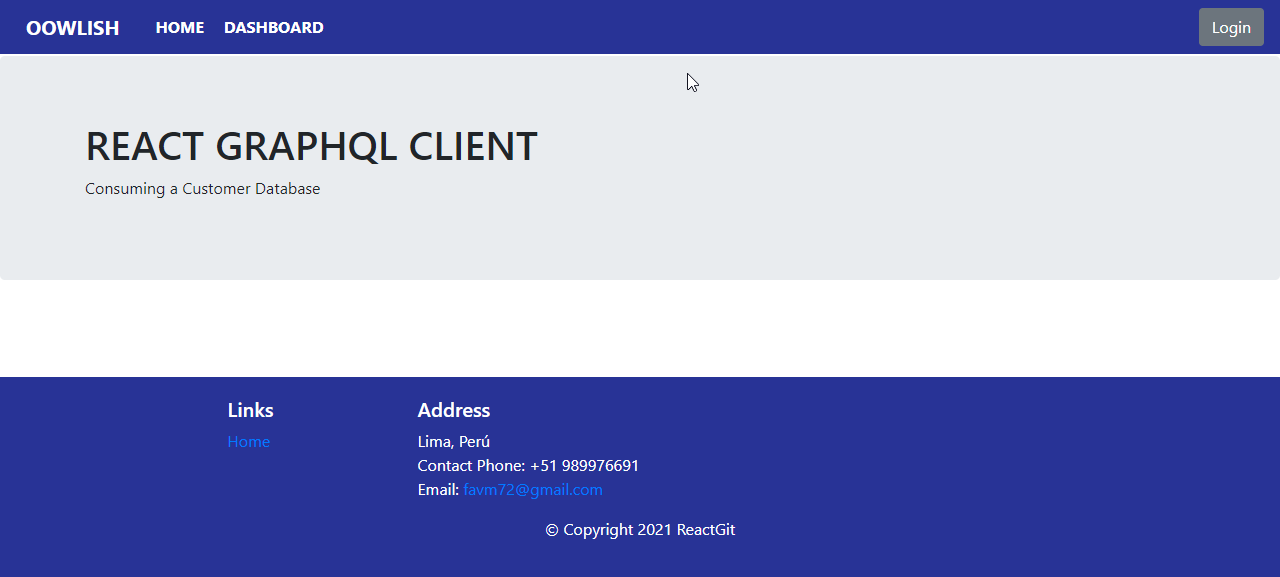 OOWLISH HOME DASHBOARD Login
REACT GRAPHQL CLIENT
Consuming a Customer Database
Links
Home
Address
Lima, Perú
Contact Phone: +51 989976691
Email: favm72@gmail.com
© Copyright 2021 ReactGit